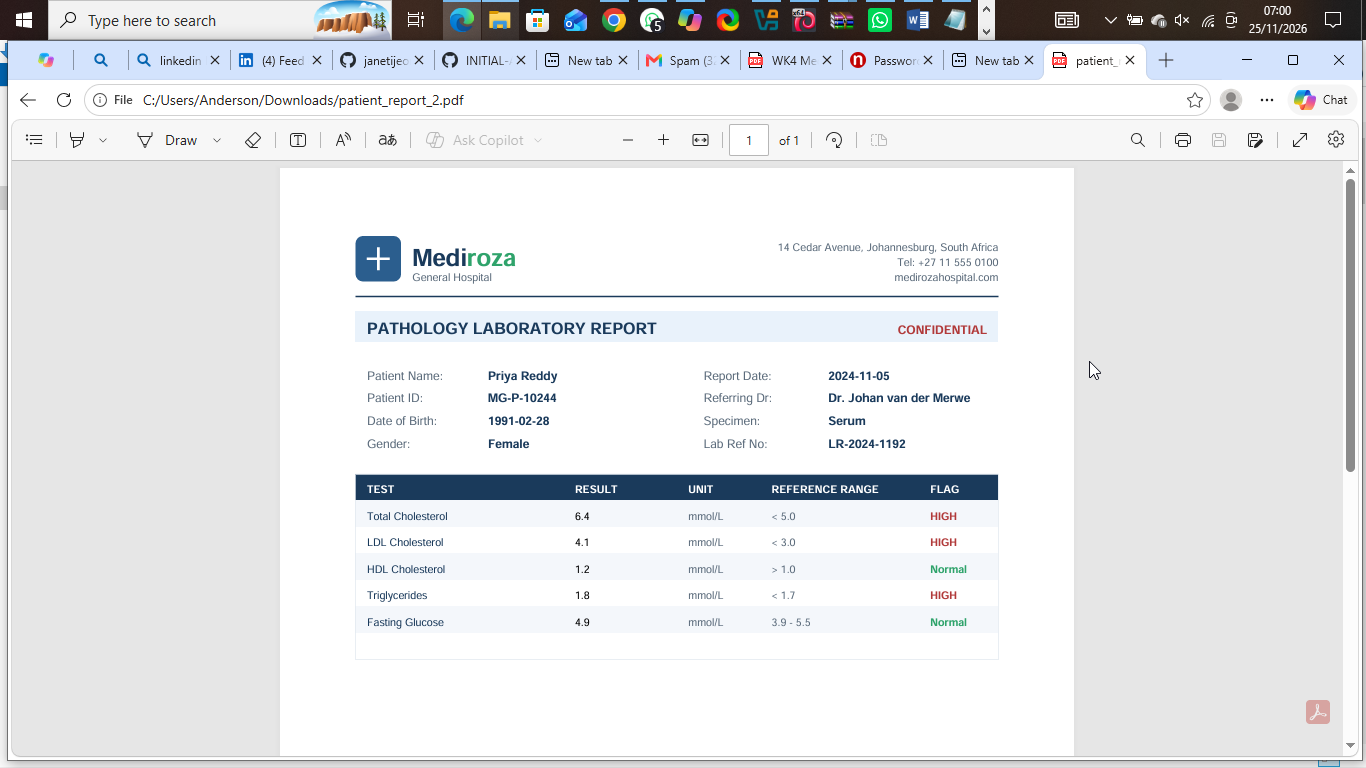 Type here to search
07:00
25/11/2026
linkedin
(4) Feed
janetijed
INITIAL-
New tab
Spam (3
WK4 Me
Passwor
New tab
patient_
File C:/Users/Anderson/Downloads/patient_report_2.pdf
Chat
Draw
Ask Copilot
1 of 1
Mediroza
General Hospital
14 Cedar Avenue, Johannesburg, South Africa
Tel: +27 11 555 0100
medirozahospital.com
PATHOLOGY LABORATORY REPORT CONFIDENTIAL
Patient Name: Priya Reddy Report Date: 2024-11-05
Patient ID: MG-P-10244 Referring Dr: Dr. Johan van der Merwe
Date of Birth: 1991-02-28 Specimen: Serum
Gender: Female Lab Ref No: LR-2024-1192
TEST RESULT UNIT REFERENCE RANGE FLAG
Total Cholesterol 6.4 mmol/L < 5.0 HIGH
LDL Cholesterol 4.1 mmol/L < 3.0 HIGH
HDL Cholesterol 1.2 mmol/L > 1.0 Normal
Triglycerides 1.8 mmol/L < 1.7 HIGH
Fasting Glucose 4.9 mmol/L 3.9 - 5.5 Normal